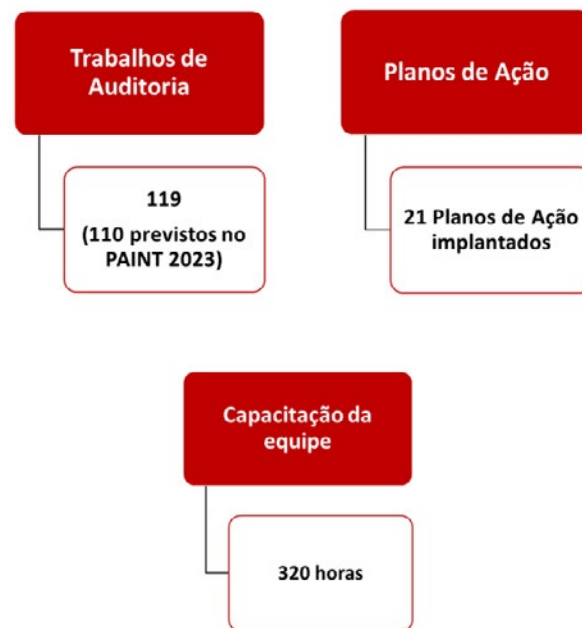 Trabalhos de
Auditoria
119
(110 previstos no
PAINT 2023)
Planos de Ação
21 Planos de Ação
implantados
Capacitação da
equipe
320 horas